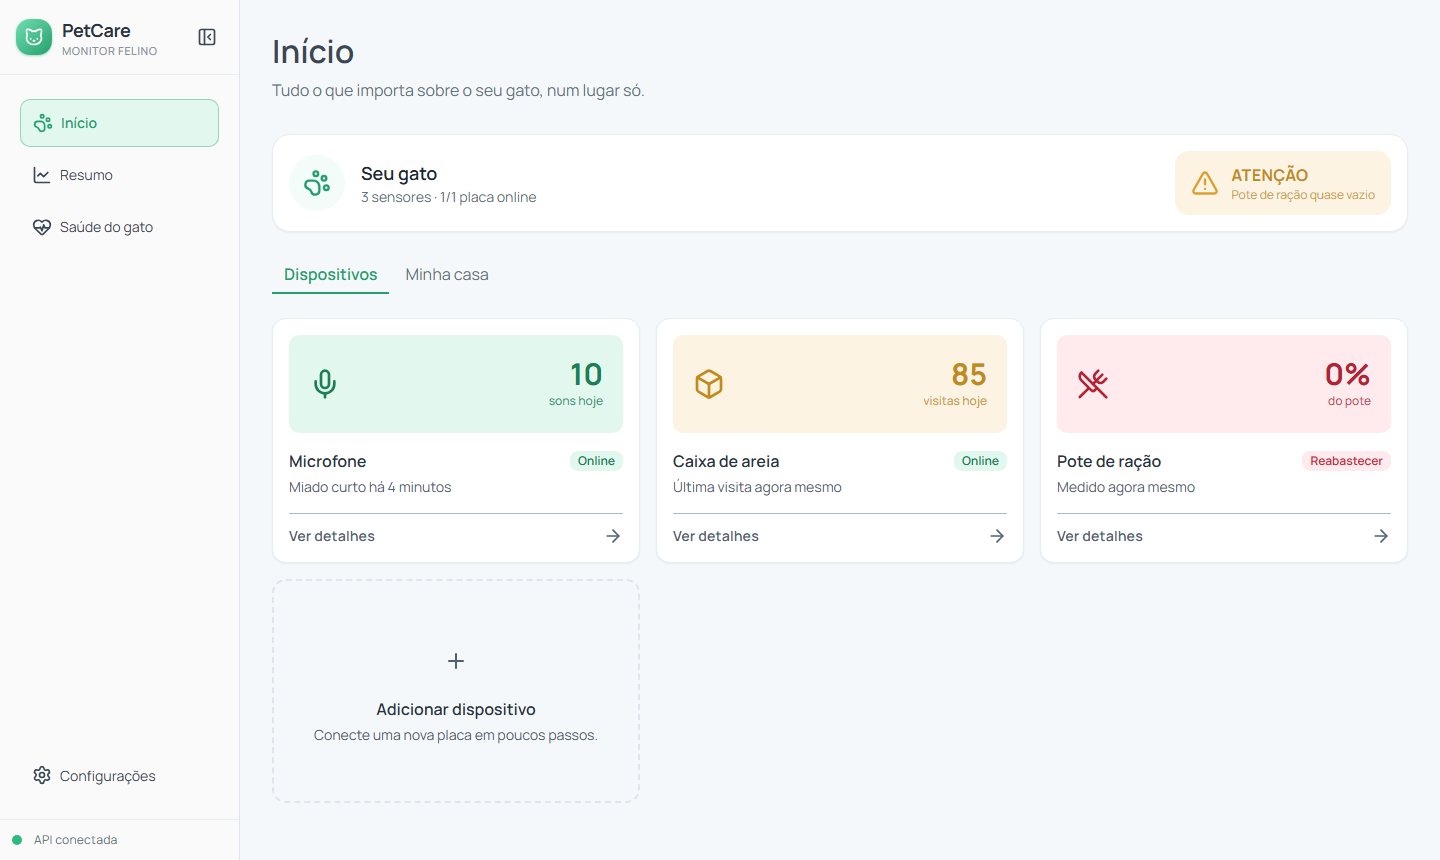 PetCare
MONITOR FELINO
Início
Resumo
Saúde do gato
Configurações
API conectada
Início
Tudo o que importa sobre o seu gato, num lugar só.
Seu gato
3 sensores · 1/1 placa online
ATENÇÃO
Pote de ração quase vazio
Dispositivos
Minha casa
10
sons hoje
Microfone
Online
Miado curto há 4 minutos
Ver detalhes
85
visitas hoje
Caixa de areia
Online
Última visita agora mesmo
Ver detalhes
0%
do pote
Pote de ração
Reabastecer
Medido agora mesmo
Ver detalhes
Adicionar dispositivo
Conecte uma nova placa em poucos passos.